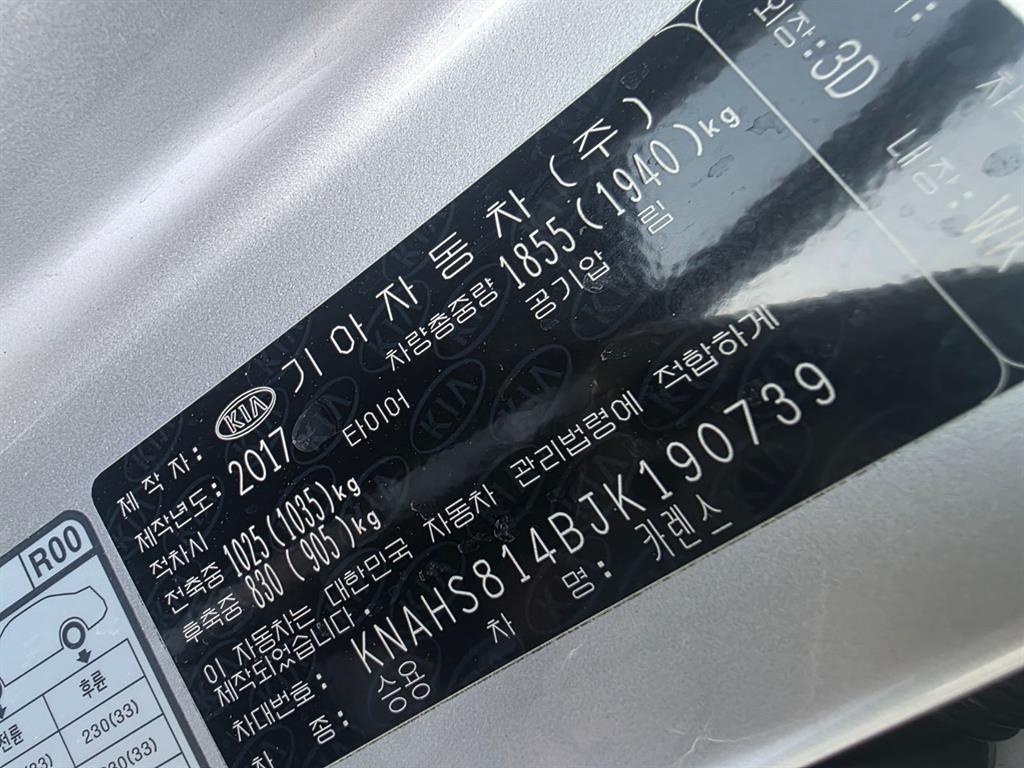 제 작 자: KIA 기아자동차(주)
제작년도: 2017 차량총중량 1855(1940)kg
적차시 타이어 공기압 림
전축중 1025(1035)kg
후축중 830 (905)kg
이 자동차는 대한민국 자동차 관리법령에 적합하게
제작되었습니다.
차대번호: KNAHS814BJK190739
차 종: 승용 차 명: 카렌스
외장:3D
내장:WK
R00
전륜 후륜
230(33)
230(33)